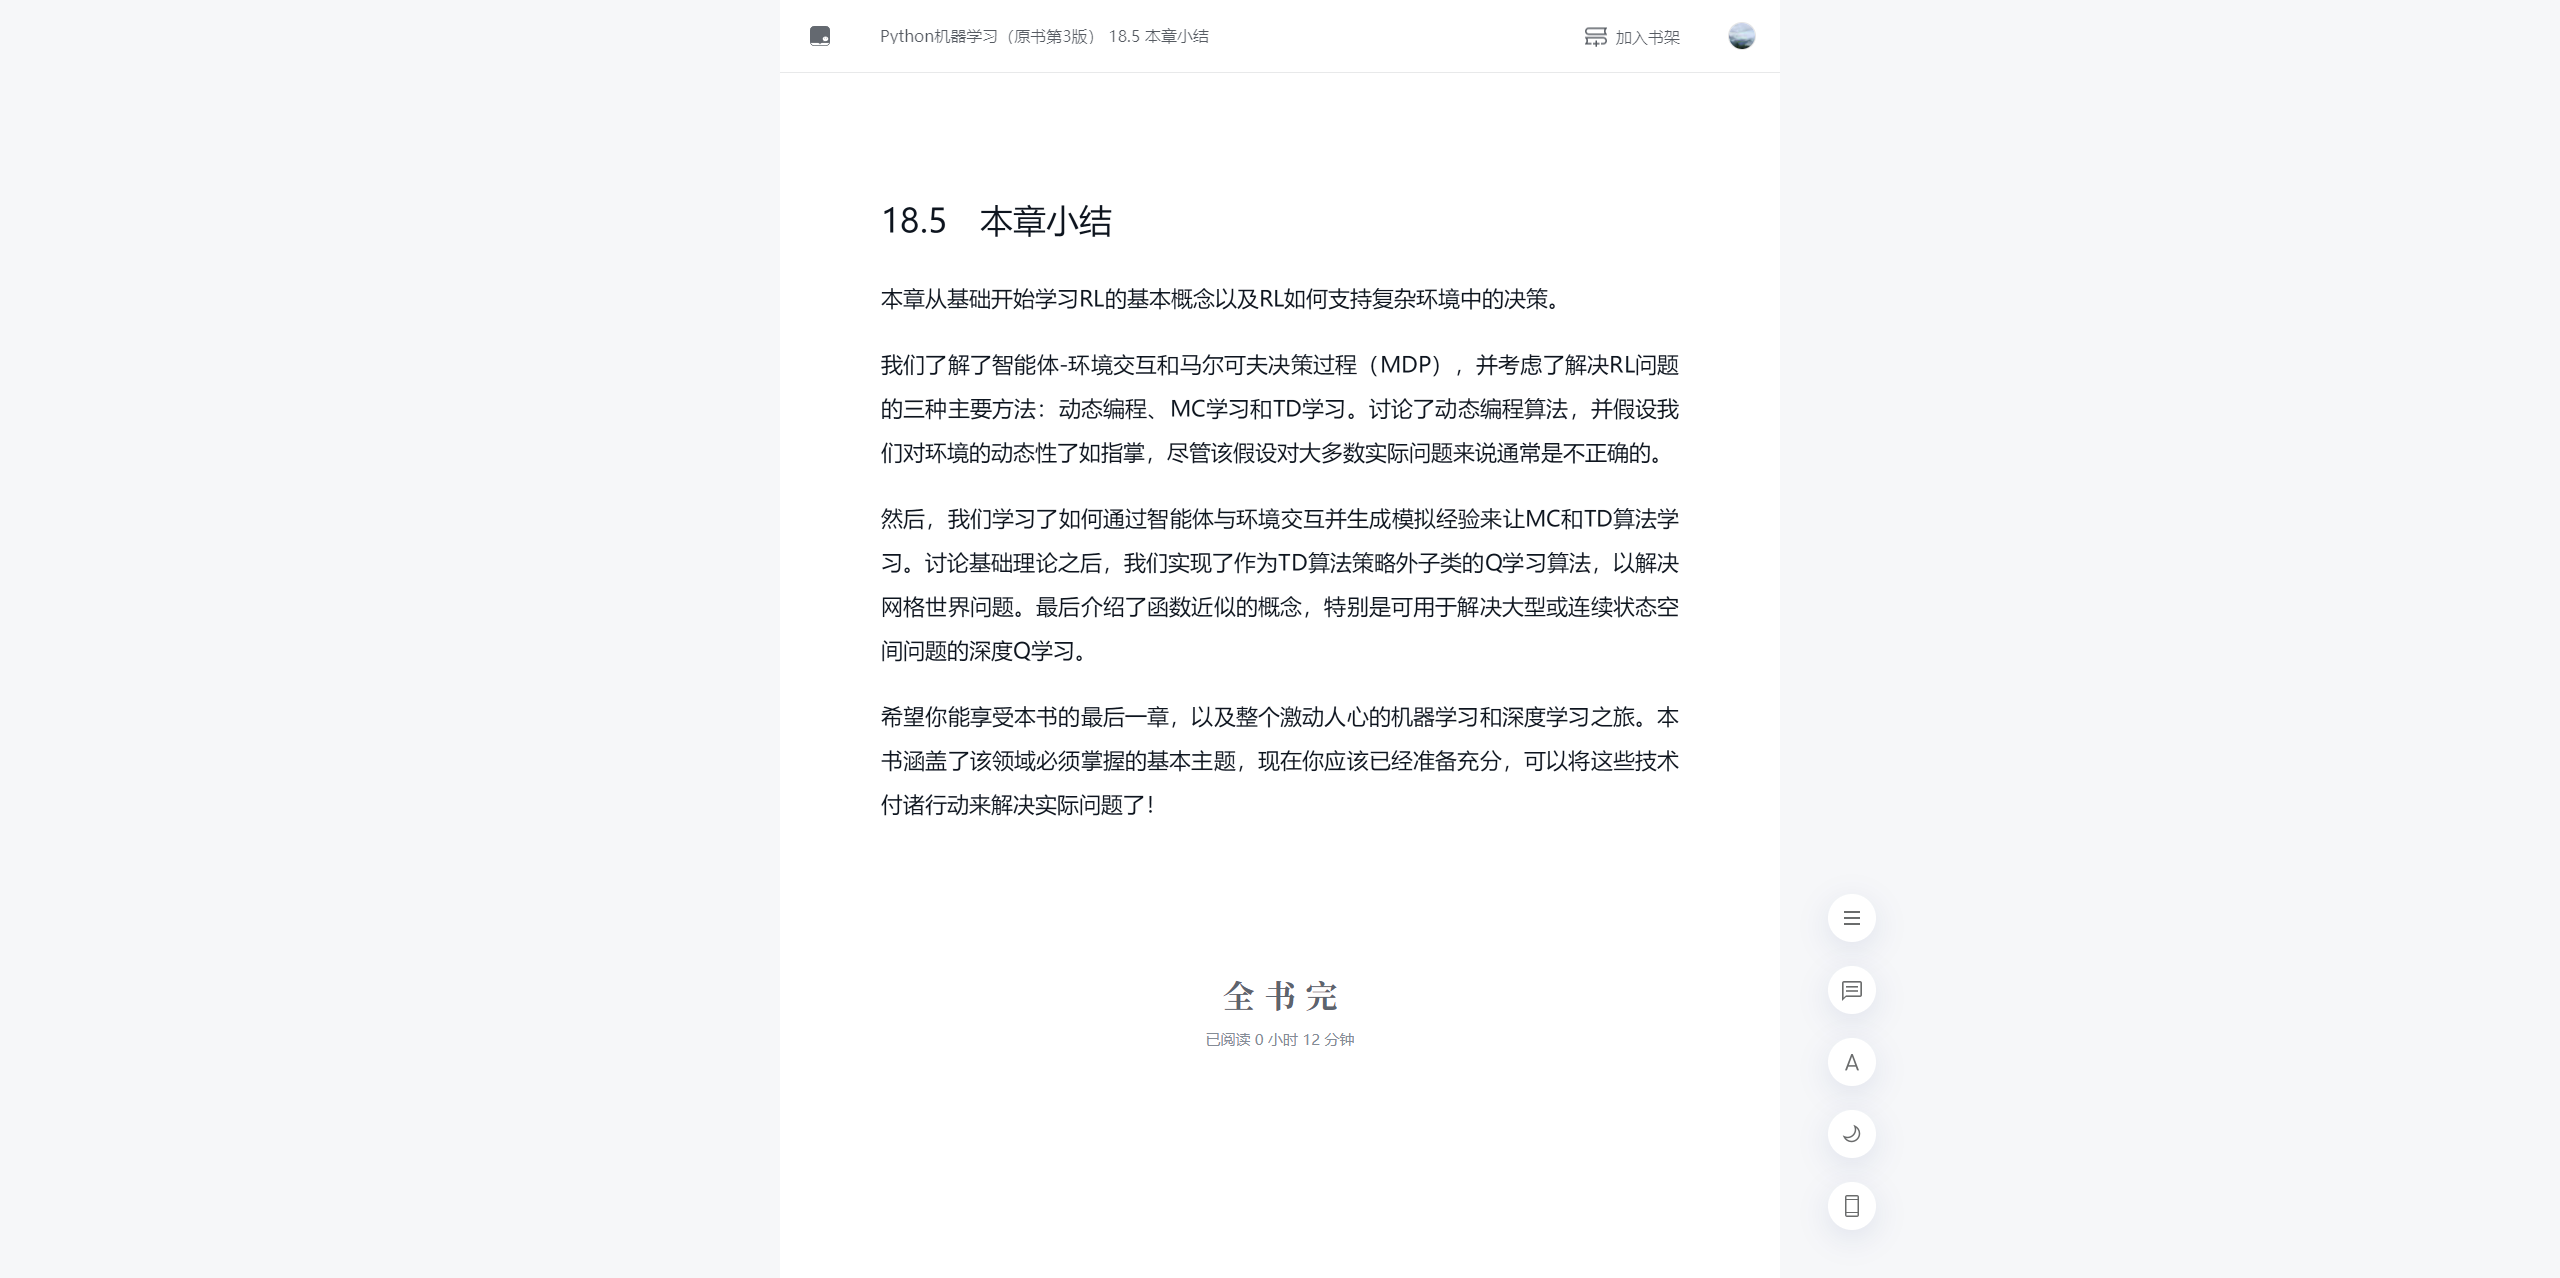 Python机器学习（原书第3版） 18.5 本章小结
加入书架
18.5 本章小结
本章从基础开始学习RL的基本概念以及RL如何支持复杂环境中的决策。
我们了解了智能体-环境交互和马尔可夫决策过程（MDP），并考虑了解决RL问题
的三种主要方法：动态编程、MC学习和TD学习。讨论了动态编程算法，并假设我
们对环境的动态性了如指掌，尽管该假设对大多数实际问题来说通常是不正确的。
然后，我们学习了如何通过智能体与环境交互并生成模拟经验来让MC和TD算法学
习。讨论基础理论之后，我们实现了作为TD算法策略外子类的Q学习算法，以解决
网格世界问题。最后介绍了函数近似的概念，特别是可用于解决大型或连续状态空
间问题的深度Q学习。
希望你能享受本书的最后一章，以及整个激动人心的机器学习和深度学习之旅。本
书涵盖了该领域必须掌握的基本主题，现在你应该已经准备充分，可以将这些技术
付诸行动来解决实际问题了！
全书完
已阅读 0 小时 12 分钟
A